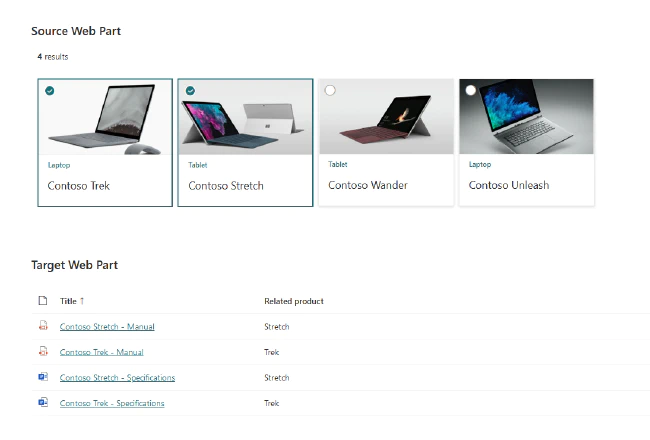 Source Web Part
4 results
Laptop
Contoso Trek
Tablet
Contoso Stretch
Tablet
Contoso Wander
Laptop
Contoso Unleash
Target Web Part
Title ↑ Related product
Contoso Stretch - Manual Stretch
Contoso Trek - Manual Trek
Contoso Stretch - Specifications Stretch
Contoso Trek - Specifications Trek